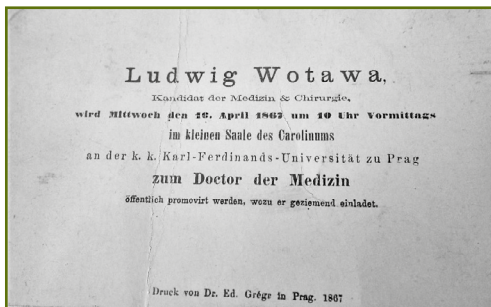 Ludwig Wotawa,
Kandidat der Medizin & Chirurgie,
wird Mittwoch den April 1867 um 10 Uhr Vormittags
im kleinen Saale des Carolinums
an der k. k. Karl-Ferdinands-Universität zu Prag
zum Doctor der Medizin
öffentlich promovirt werden, wozu er geziemend einladet.
Druck von Dr. Ed. Grége in Prag. 1867